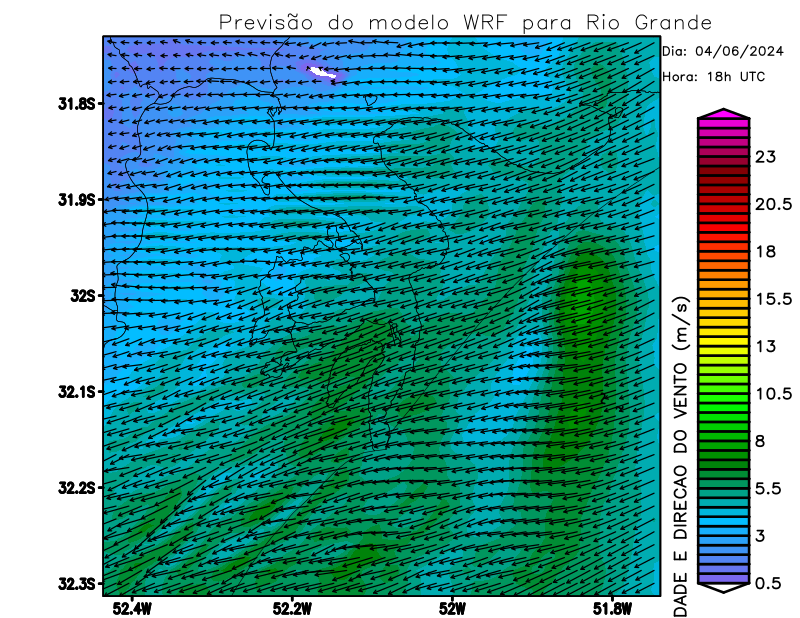 Previsão do modelo WRF para Rio Grande
Dia: 04/06/2024
Hora: 18h UTC
31.8S
31.9S
32S
32.1S
32.2S
32.3S
52.4W
52.2W
52W
51.8W
23
20.5
18
15.5
13
10.5
8
5.5
3
0.5
DADE E DIRECAO DO VENTO (m/s)